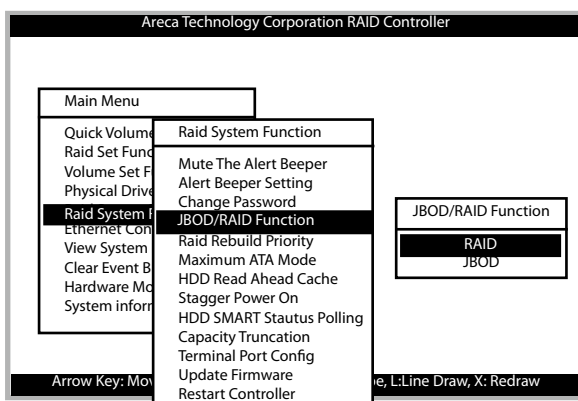 Areca Technology Corporation RAID Controller
Main Menu
Quick Volume
Raid Set Func
Volume Set F
Physical Drive
Raid System F
Ethernet Con
View System
Clear Event B
Hardware Mo
System inform
Raid System Function
Mute The Alert Beeper
Alert Beeper Setting
Change Password
JBOD/RAID Function
Raid Rebuild Priority
Maximum ATA Mode
HDD Read Ahead Cache
Stagger Power On
HDD SMART Stautus Polling
Capacity Truncation
Terminal Port Config
Update Firmware
Restart Controller
JBOD/RAID Function
RAID
JBOD
Arrow Key: Mov
be, L:Line Draw, X: Redraw